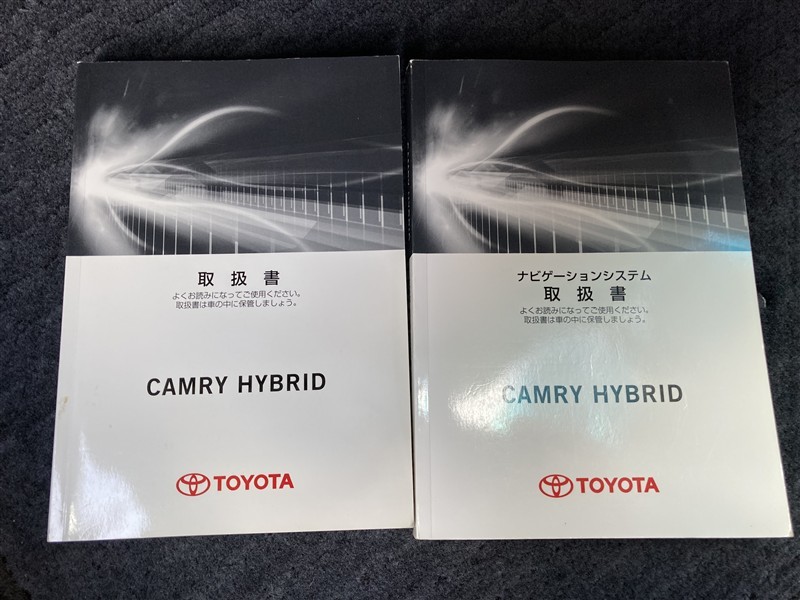 取扱書
よくお読みになってご使用ください。
取扱書は車の中に保管しましょう。
CAMRY HYBRID
TOYOTA
ナビゲーションシステム
取扱書
よくお読みになってご使用ください。
取扱書は車の中に保管しましょう。
CAMRY HYBRID
TOYOTA